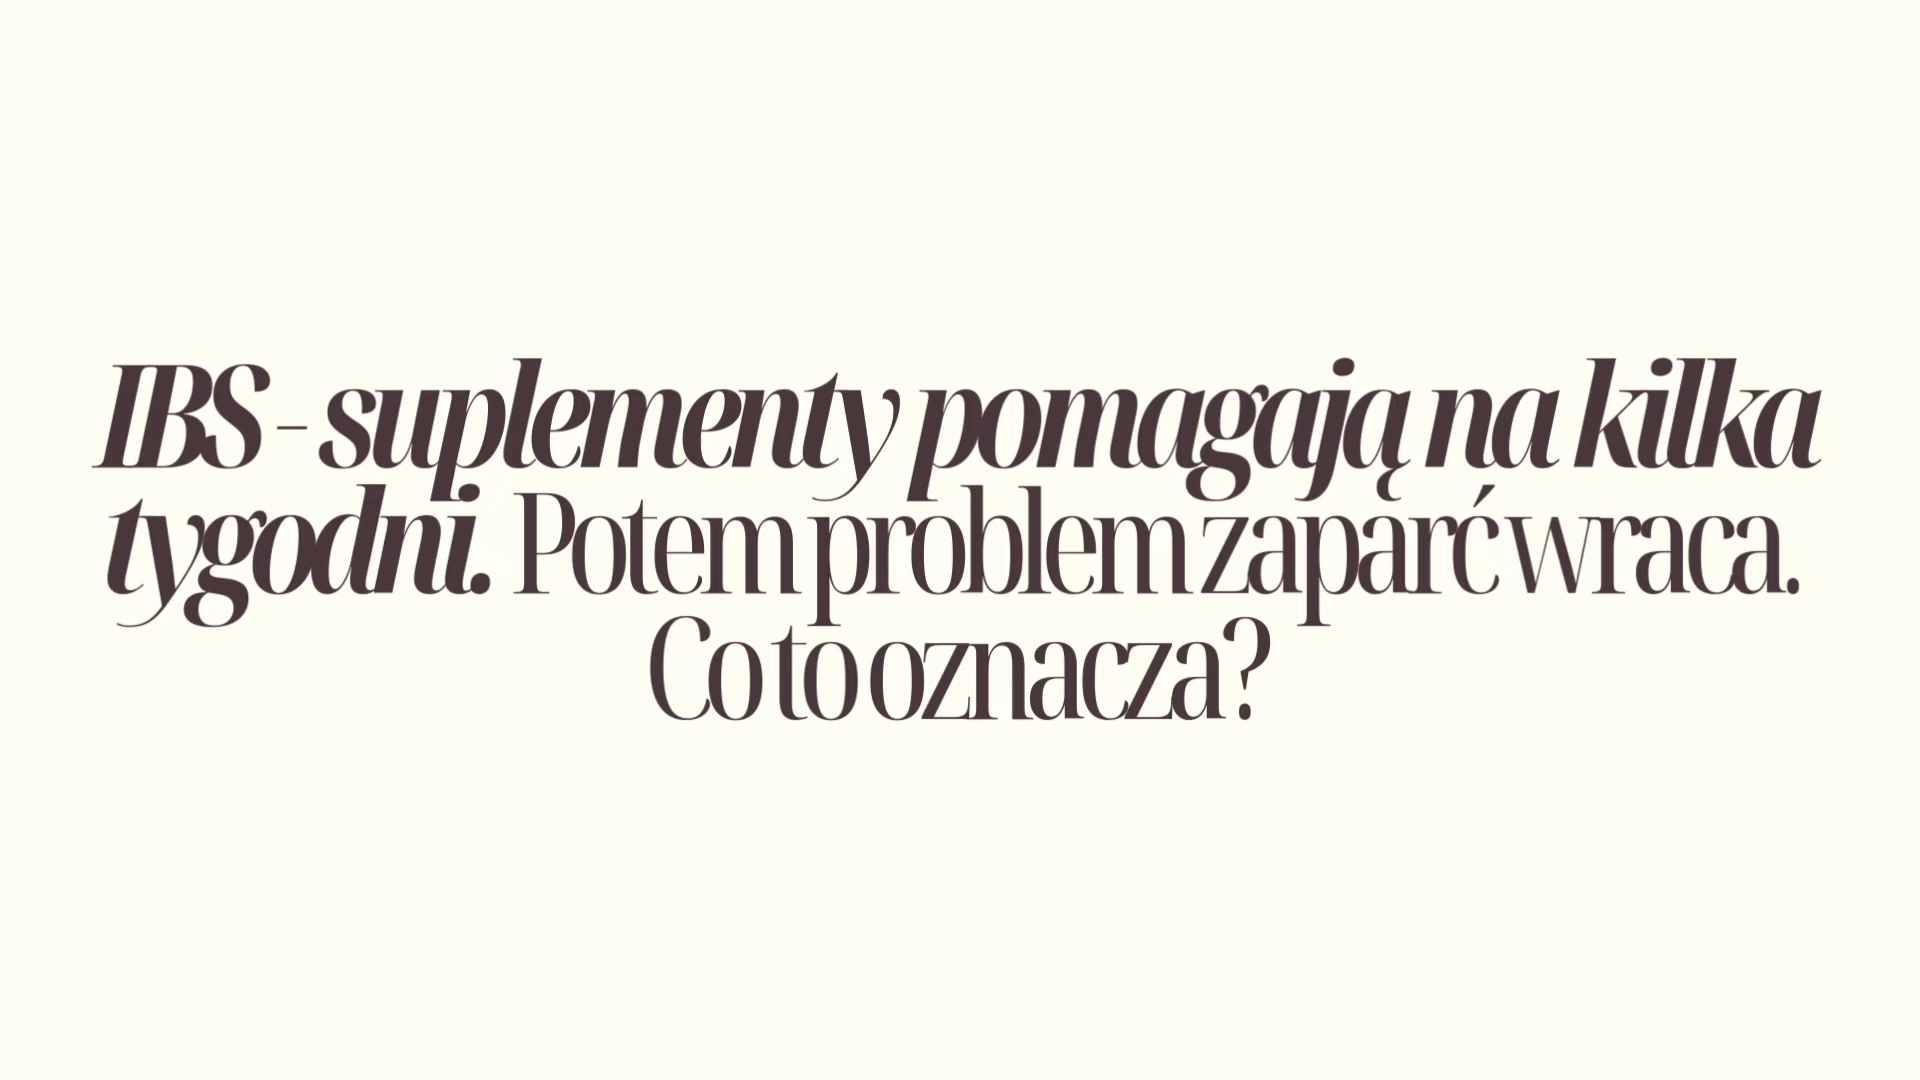 IBS - suplementy pomagają na kilka
tygodni. Potem problem zaparć wraca.
Co to oznacza?